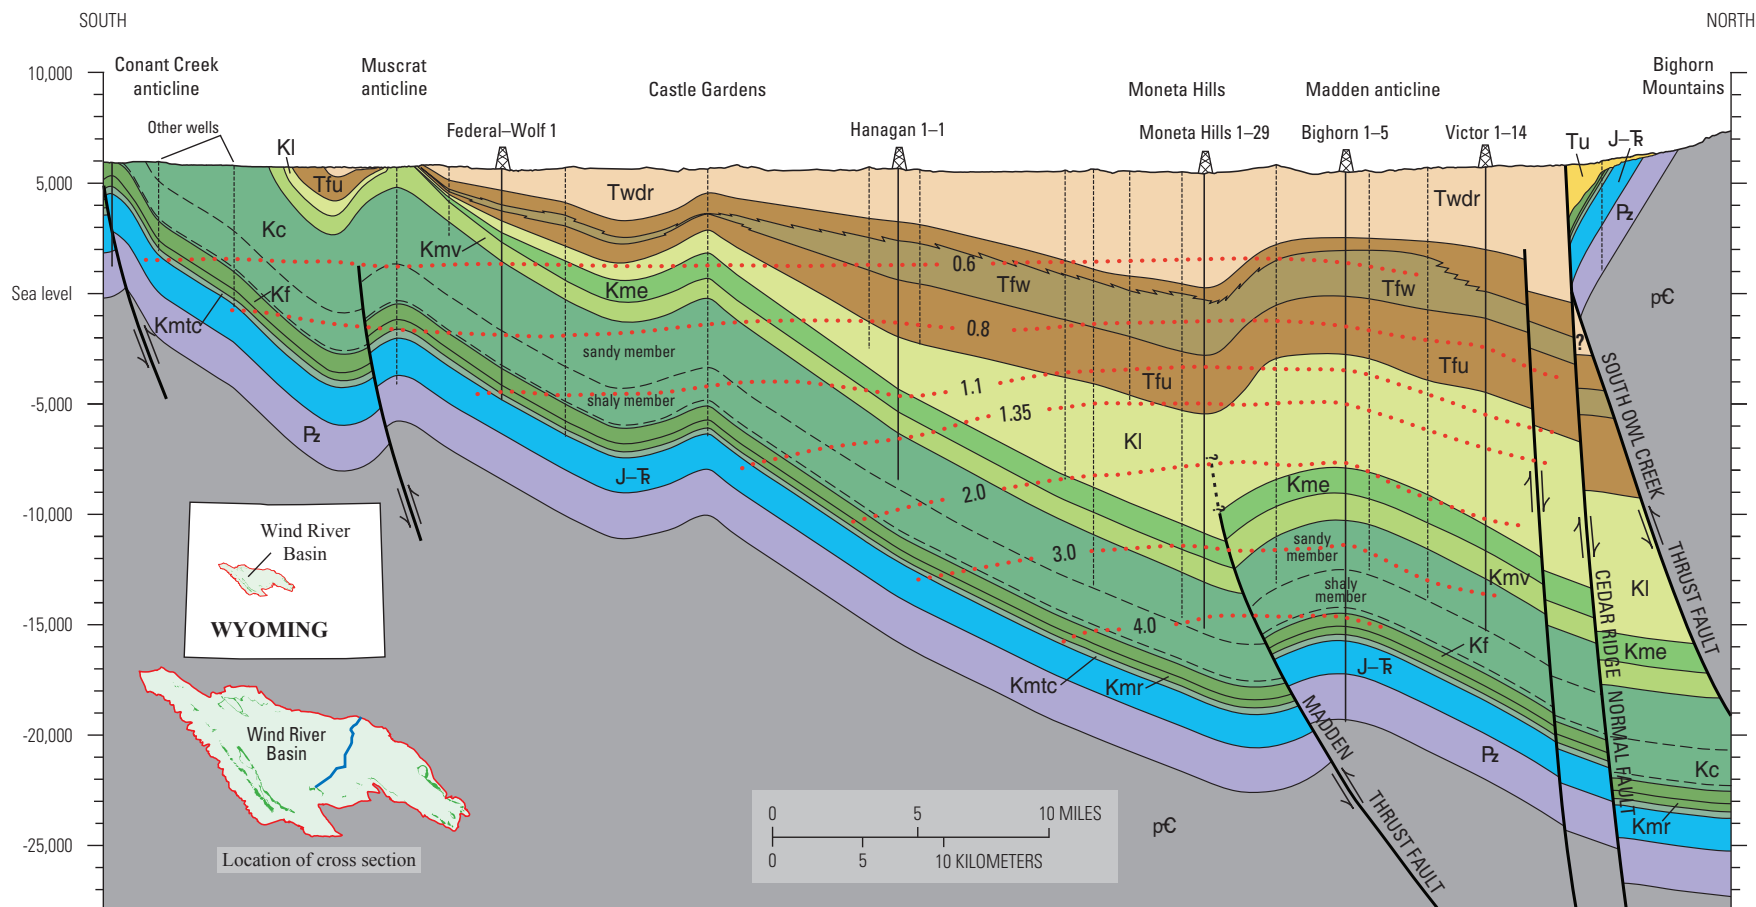 SOUTH
NORTH
Conant Creek
anticline
Muscrat
anticline
Castle Gardens
Moneta Hills
Madden anticline
Bighorn
Mountains
Other wells
Federal–Wolf 1
Hanagan 1–1
Moneta Hills 1–29
Bighorn 1–5
Victor 1–14
10,000
5,000
Sea level
-5,000
-10,000
-15,000
-20,000
-25,000
Kl
Tfu
Tu
J–Ꞃ
Twdr
Twdr
Pz
Kc
Kmv
0.6
Tfw
Tfw
Kme
Kf
Kmtc
0.8
p€
?
sandy member
Tfu
Tfu
1.1
shaly member
1.35
Pz
Kl
J–Ꞃ
?
?
2.0
Kme
sandy
member
3.0
Kmv
shaly
member
Kl
4.0
Kf
Kme
J–Ꞃ
Kmtc
Kmr
Pz
Kc
p€
Kmr
SOUTH OWL CREEK THRUST FAULT
CEDAR RIDGE NORMAL FAULT
MADDEN THRUST FAULT
Wind River
Basin
WYOMING
Wind River
Basin
Location of cross section
0 5 10 MILES
0 5 10 KILOMETERS